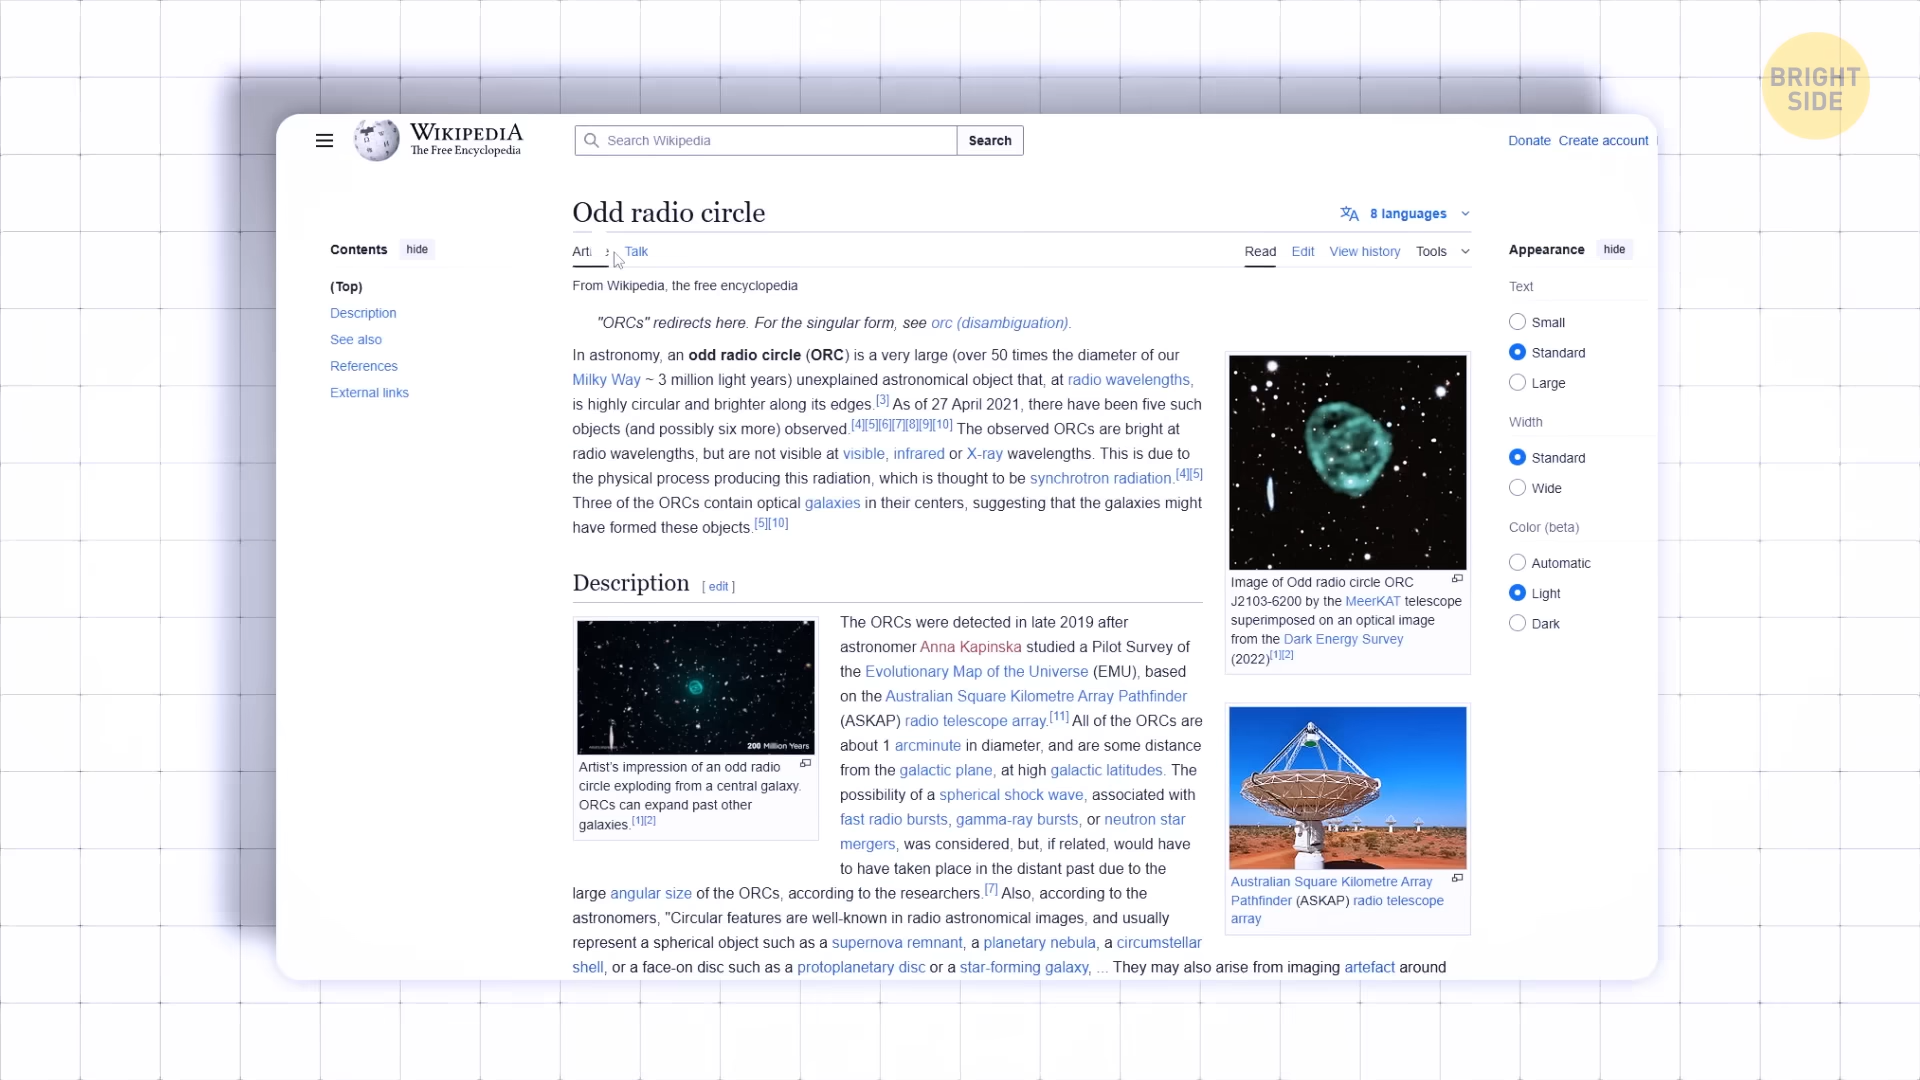 BRIGHT
SIDE
WIKIPEDIA
The Free Encyclopedia
Search Wikipedia
Search
Donate Create account
Odd radio circle
8 languages
Contents hide
(Top)
Description
See also
References
External links
Talk
Read Edit View history Tools
From Wikipedia, the free encyclopedia
"ORCs" redirects here. For the singular form, see orc (disambiguation).
In astronomy, an odd radio circle (ORC) is a very large (over 50 times the diameter of our
Milky Way ~ 3 million light years) unexplained astronomical object that, at radio wavelengths,
is highly circular and brighter along its edges.[3] As of 27 April 2021, there have been five such
objects (and possibly six more) observed.[4][5][6][7][8][9][10] The observed ORCs are bright at
radio wavelengths, but are not visible at visible, infrared or X-ray wavelengths. This is due to
the physical process producing this radiation, which is thought to be synchrotron radiation.[4][5]
Three of the ORCs contain optical galaxies in their centers, suggesting that the galaxies might
have formed these objects.[5][10]
Image of Odd radio circle ORC
J2103-6200 by the MeerKAT telescope
superimposed on an optical image
from the Dark Energy Survey
(2022)[1][2]
Description [ edit ]
200 Million Years
Artist's impression of an odd radio
circle exploding from a central galaxy.
ORCs can expand past other
galaxies.[1][2]
The ORCs were detected in late 2019 after
astronomer Anna Kapinska studied a Pilot Survey of
the Evolutionary Map of the Universe (EMU), based
on the Australian Square Kilometre Array Pathfinder
(ASKAP) radio telescope array.[11] All of the ORCs are
about 1 arcminute in diameter, and are some distance
from the galactic plane, at high galactic latitudes. The
possibility of a spherical shock wave, associated with
fast radio bursts, gamma-ray bursts, or neutron star
mergers, was considered, but, if related, would have
to have taken place in the distant past due to the
large angular size of the ORCs, according to the researchers.[7] Also, according to the
astronomers, "Circular features are well-known in radio astronomical images, and usually
represent a spherical object such as a supernova remnant, a planetary nebula, a circumstellar
shell, or a face-on disc such as a protoplanetary disc or a star-forming galaxy, ... They may also arise from imaging artefact around
Australian Square Kilometre Array
Pathfinder (ASKAP) radio telescope
array
Appearance hide
Text
Small
Standard
Large
Width
Standard
Wide
Color (beta)
Automatic
Light
Dark